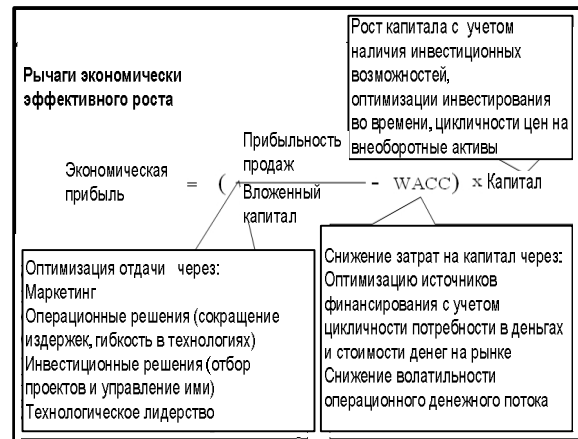 Рост капитала с учетом
наличия инвестиционных
возможностей,
оптимизации инвестирования
во времени, цикличности цен на
внеоборотные активы
Рычаги экономически
эффективного роста
Экономическая
прибыль
= (
Прибыльность
продаж
Вложенный
капитал
- WACC) x Капитал
Оптимизация отдачи через:
Маркетинг
Операционные решения (сокращение
издержек, гибкость в технологиях)
Инвестиционные решения (отбор
проектов и управление ими)
Технологическое лидерство
Снижение затрат на капитал через:
Оптимизацию источников
финансирования с учетом
цикличности потребности в деньгах
и стоимости денег на рынке
Снижение волатильности
операционного денежного потока